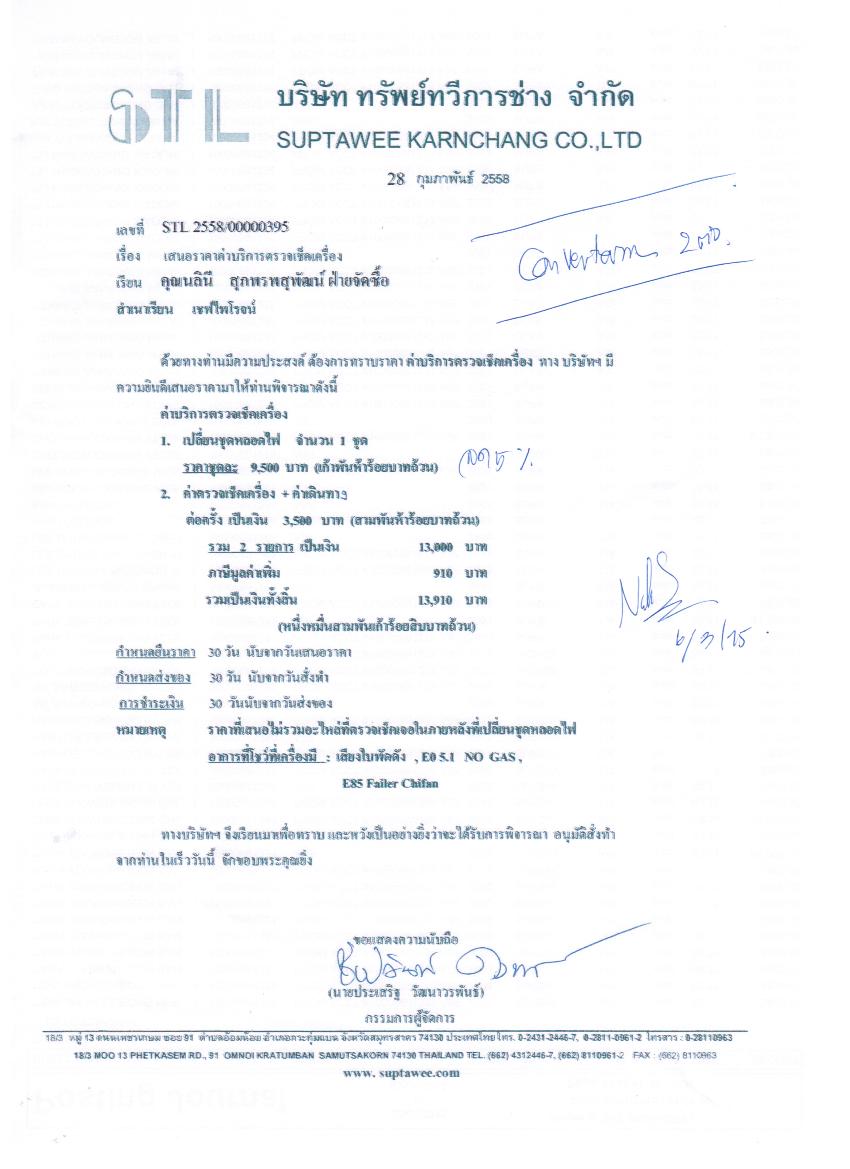 STL
บริษัท ทรัพย์ทวีการช่าง จำกัด
SUPTAWEE KARNCHANG CO.,LTD
28 กุมภาพันธ์ 2558
เลขที่ STL 2558/00000395
เรื่อง เสนอราคาค่าบริการตรวจเช็คเครื่อง
เรียน คุณนลินี สุภพรพสุพัฒน์ ฝ่ายจัดซื้อ
สำเนาเรียน เชฟไพโรจน์
ด้วยทางท่านมีความประสงค์ ต้องการทราบราคา ค่าบริการตรวจเช็คเครื่อง ทาง บริษัทฯ มี
ความยินดีเสนอราคามาให้ท่านพิจารณาดังนี้
ค่าบริการตรวจเช็คเครื่อง
1. เปลี่ยนชุดหลอดไฟ จำนวน 1 ชุด
ราคาชุดละ 9,500 บาท (เก้าพันห้าร้อยบาทถ้วน) ลด 5 %
2. ค่าตรวจเช็คเครื่อง + ค่าเดินทาง
ต่อครั้ง เป็นเงิน 3,500 บาท (สามพันห้าร้อยบาทถ้วน)
รวม 2 รายการ เป็นเงิน 13,000 บาท
ภาษีมูลค่าเพิ่ม 910 บาท
รวมเป็นเงินทั้งสิ้น 13,910 บาท
6/3/15
(หนึ่งหมื่นสามพันเก้าร้อยสิบบาทถ้วน)
กำหนดยืนราคา 30 วัน นับจากวันเสนอราคา
กำหนดส่งของ 30 วัน นับจากวันสั่งทำ
การชำระเงิน 30 วันนับจากวันส่งของ
หมายเหตุ ราคาที่เสนอไม่รวมอะไหล่ที่ตรวจเช็คเจอในภายหลังที่เปลี่ยนชุดหลอดไฟ
อาการที่โชว์ที่เครื่องมี : เสียงใบพัดดัง , E0 5.1 NO GAS ,
E85 Failer Chifan
ทางบริษัทฯ จึงเรียนมาเพื่อทราบ และหวังเป็นอย่างยิ่งว่าจะได้รับการพิจารณา อนุมัติสั่งทำ
จากท่านในเร็ววันนี้ จักขอบพระคุณยิ่ง
ขอแสดงความนับถือ
(นายประเสริฐ วัฒนาวรพันธ์)
กรรมการผู้จัดการ
18/3 หมู่ 13 ถนนเพชรเกษม ซอย 91 ตำบลอ้อมน้อย อำเภอกระทุ่มแบน จังหวัดสมุทรสาคร 74130 ประเทศไทย โทร. 0-2431-2446-7, 0-2811-0961-2 โทรสาร : 0-28110963
18/3 MOO 13 PHETKASEM RD., 91 OMNOI KRATUMBAN SAMUTSAKORN 74130 THAILAND TEL. (662) 4312446-7, (662) 8110961-2 FAX : (662) 8110963
www. suptawee.com